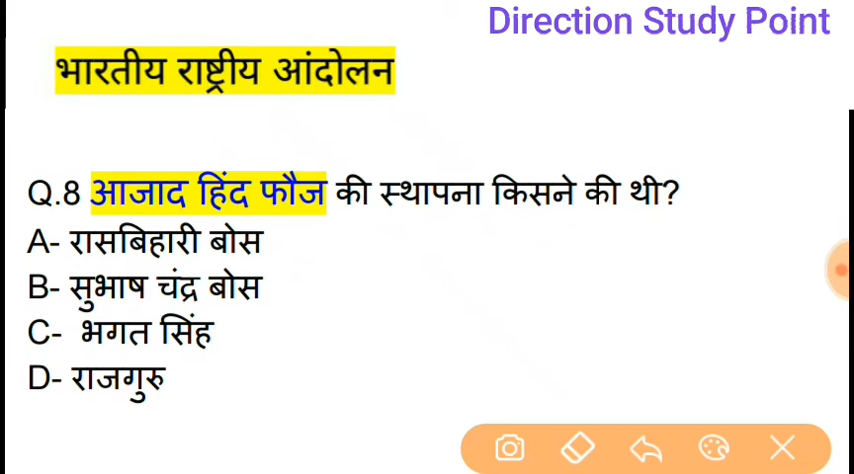 Direction Study Point
भारतीय राष्ट्रीय आंदोलन
Q.8 आजाद हिंद फौज की स्थापना किसने की थी?
A- रासबिहारी बोस
B- सुभाष चंद्र बोस
C- भगत सिंह
D- राजगुरु